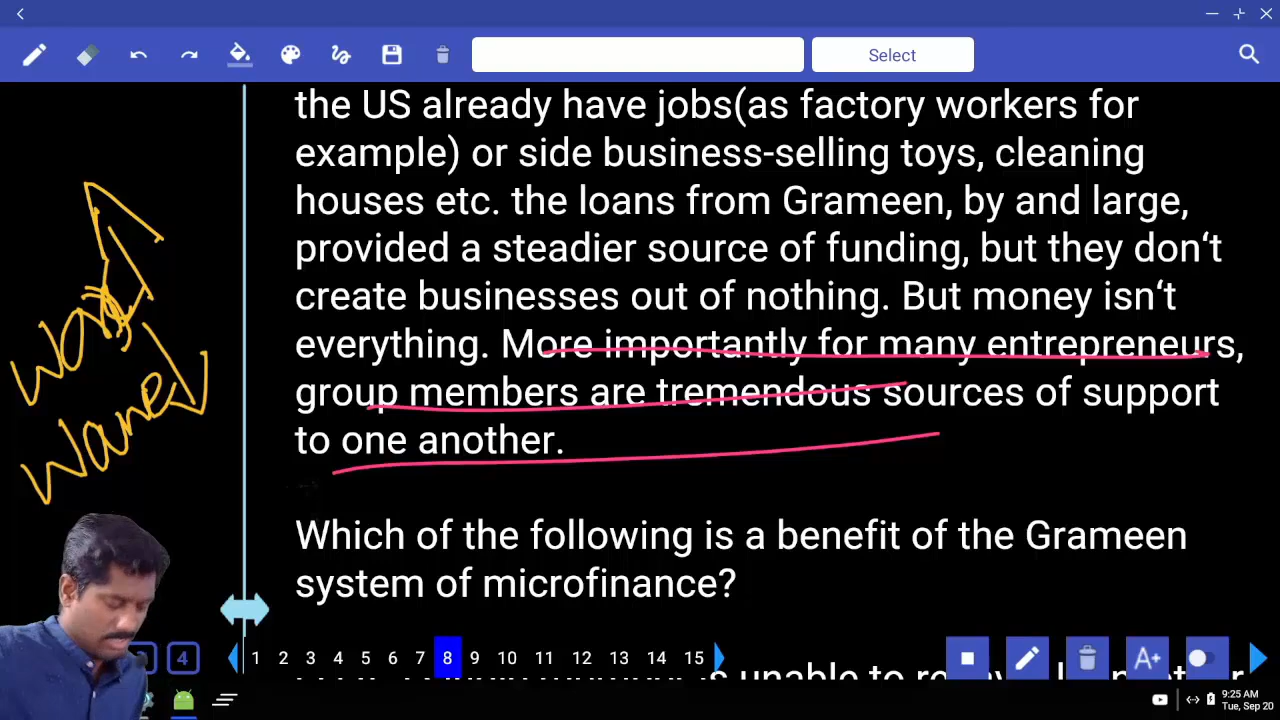 Select
the US already have jobs(as factory workers for
example) or side business-selling toys, cleaning
houses etc. the loans from Grameen, by and large,
provided a steadier source of funding, but they don‘t
create businesses out of nothing. But money isn‘t
everything. More importantly for many entrepreneurs,
group members are tremendous sources of support
to one another.
Wane
Which of the following is a benefit of the Grameen
system of microfinance?
4
1 2 3 4 5 6 7 8 9 10 11 12 13 14 15
A+
is unable to
9:25 AM
Tue, Sep 20